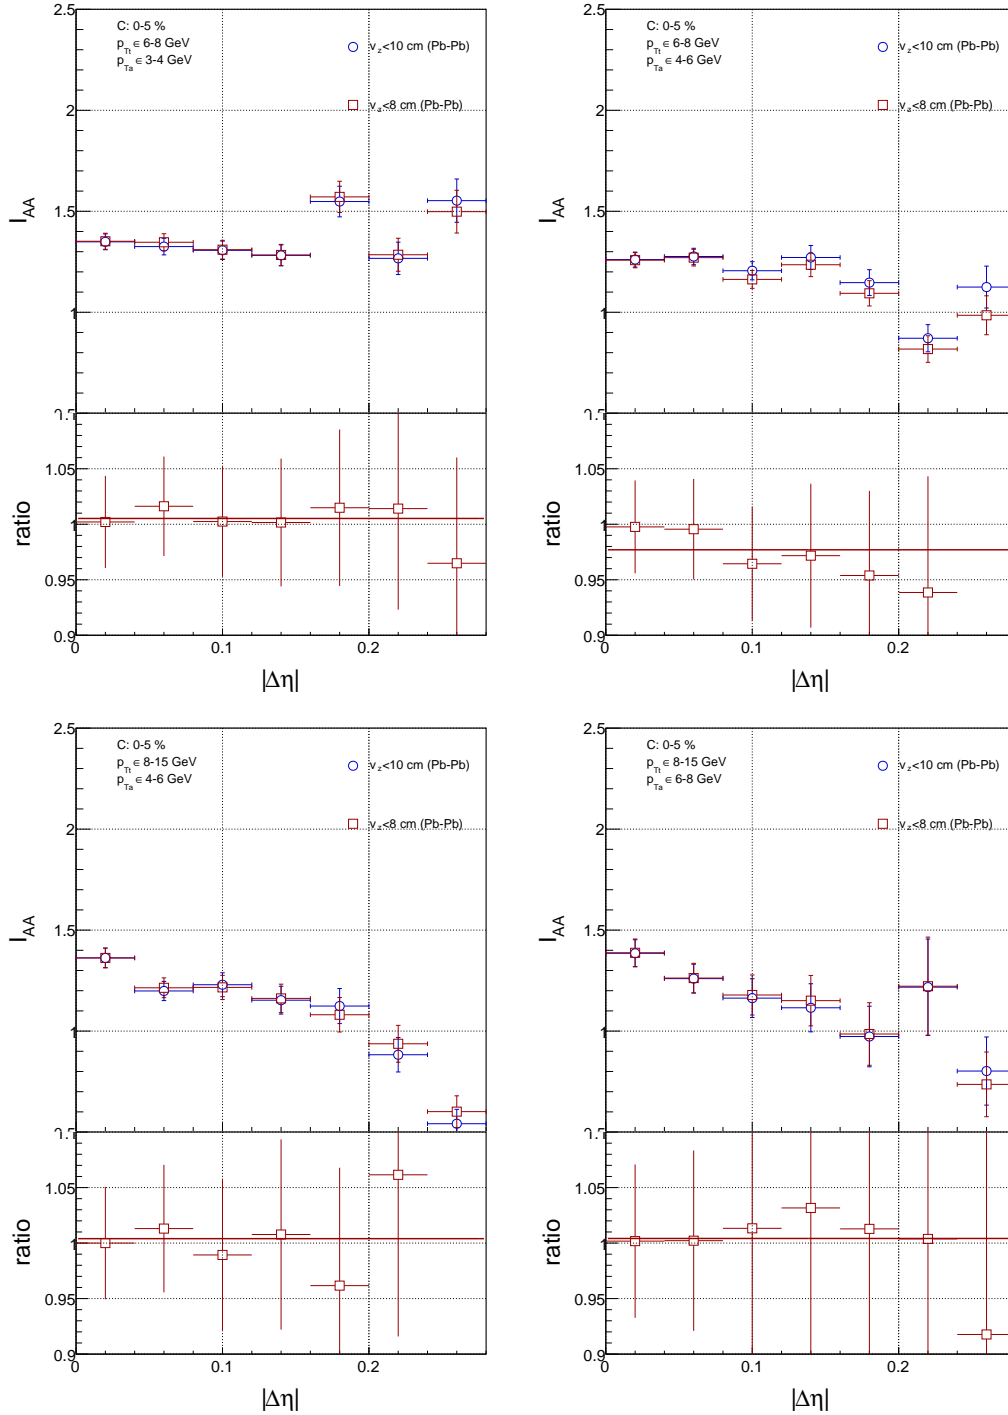 2.5
C: 0-5 %
p_Tt ∈ 6-8 GeV
p_Ta ∈ 3-4 GeV
v_z<10 cm (Pb-Pb)
v_z<8 cm (Pb-Pb)
2
1.5
I_AA
1
1.05
1
0.95
0.9
ratio
0
0.1
0.2
|Δη|
C: 0-5 %
p_Tt ∈ 6-8 GeV
p_Ta ∈ 4-6 GeV
v_z<10 cm (Pb-Pb)
v_z<8 cm (Pb-Pb)
2.5
2
1.5
I_AA
1
1.05
1
0.95
0.9
ratio
0
0.1
0.2
|Δη|
2.5
C: 0-5 %
p_Tt ∈ 8-15 GeV
p_Ta ∈ 4-6 GeV
v_z<10 cm (Pb-Pb)
v_z<8 cm (Pb-Pb)
2
1.5
I_AA
1
1.05
1
0.95
0.9
ratio
0
0.1
0.2
|Δη|
2.5
C: 0-5 %
p_Tt ∈ 8-15 GeV
p_Ta ∈ 6-8 GeV
v_z<10 cm (Pb-Pb)
v_z<8 cm (Pb-Pb)
2
1.5
I_AA
1
1.05
1
0.95
0.9
ratio
0
0.1
0.2
|Δη|